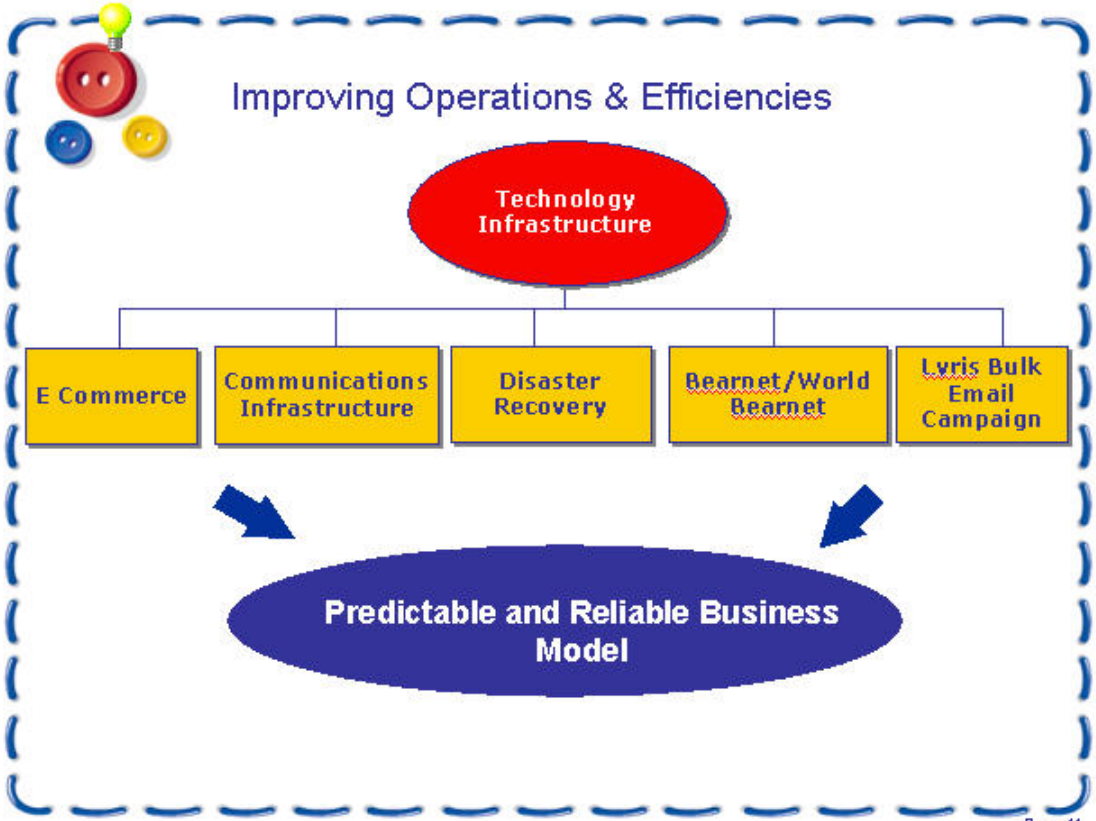 Improving Operations & Efficiencies
Technology
Infrastructure
E Commerce
Communications
Infrastructure
Disaster
Recovery
Bearnet/World
Bearnet
Lyris Bulk
Email
Campaign
Predictable and Reliable Business
Model